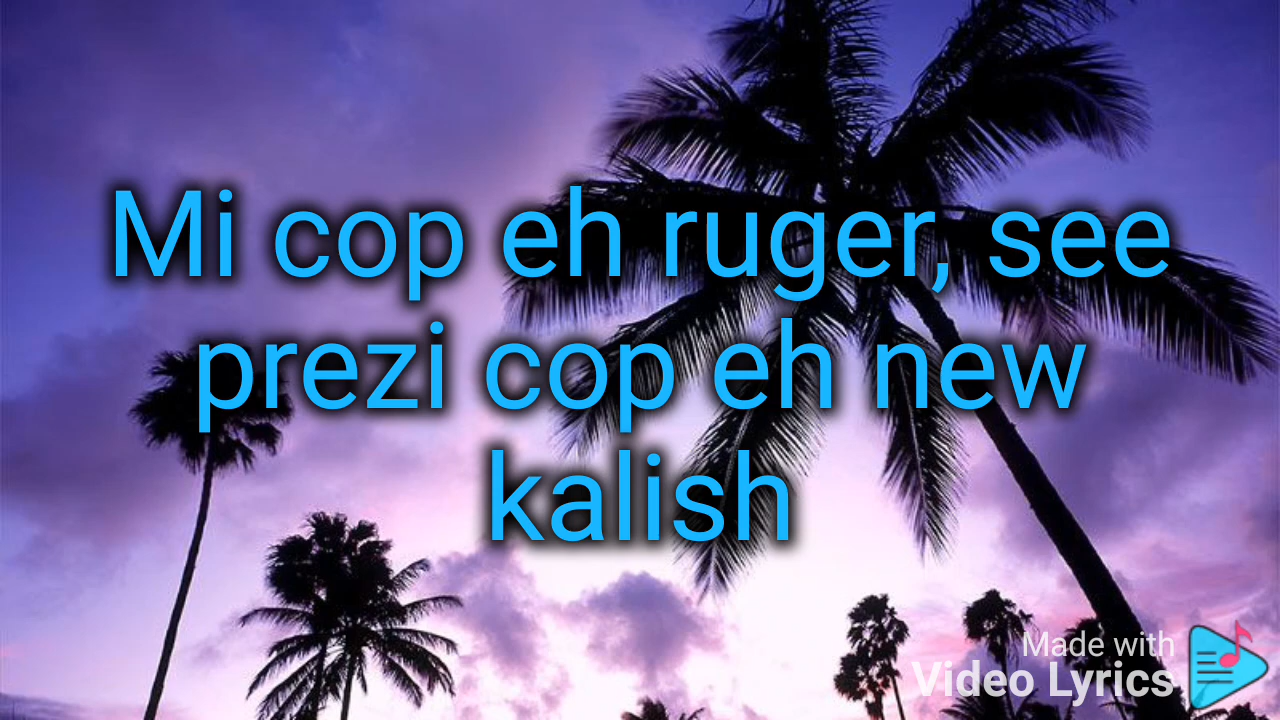 Mi cop eh ruger, see
prezi cop eh new
kalish
Made with
Video Lyrics